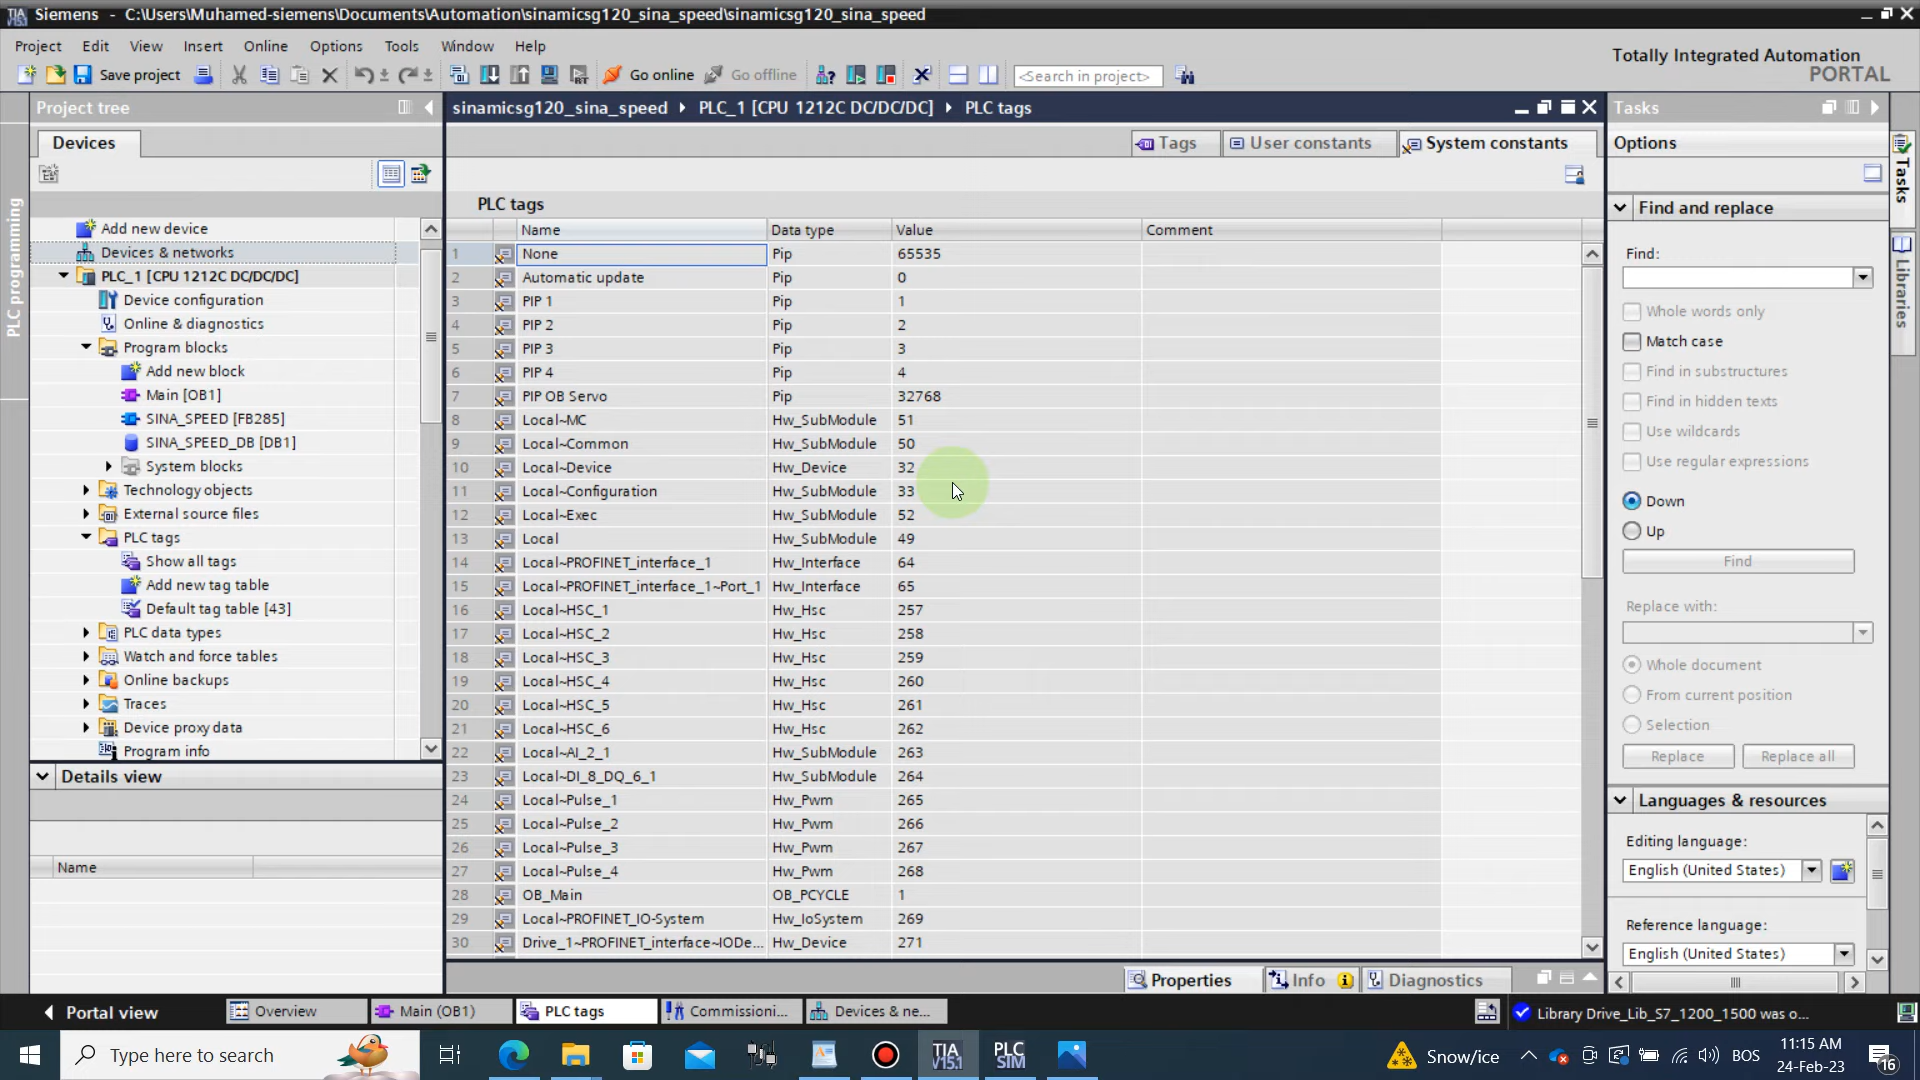 Siemens - C:\Users\Muhamed-siemens\Documents\Automation\sinamicsg120_sina_speed\sinamicsg120_sina_speed
Project Edit View Insert Online Options Tools Window Help
Totally Integrated Automation
PORTAL
Save project Go online Go offline <Search in project>
Project tree
sinamicsg120_sina_speed PLC_1 [CPU 1212C DC/DC/DC] PLC tags
Tasks
Devices
Tags User constants System constants
Options
PLC programming
Add new device
Devices & networks
PLC_1 [CPU 1212C DC/DC/DC]
Device configuration
Online & diagnostics
Program blocks
Add new block
Main [OB1]
SINA_SPEED [FB285]
SINA_SPEED_DB [DB1]
System blocks
Technology objects
External source files
PLC tags
Show all tags
Add new tag table
Default tag table [43]
PLC data types
Watch and force tables
Online backups
Traces
Device proxy data
Program info
Details view
Name
PLC tags
Name Data type Value Comment
1 None Pip 65535
2 Automatic update Pip 0
3 PIP 1 Pip 1
4 PIP 2 Pip 2
5 PIP 3 Pip 3
6 PIP 4 Pip 4
7 PIP OB Servo Pip 32768
8 Local~MC Hw_SubModule 51
9 Local~Common Hw_SubModule 50
10 Local~Device Hw_Device 32
11 Local~Configuration Hw_SubModule 33
12 Local~Exec Hw_SubModule 52
13 Local Hw_SubModule 49
14 Local~PROFINET_interface_1 Hw_Interface 64
15 Local~PROFINET_interface_1~Port_1 Hw_Interface 65
16 Local~HSC_1 Hw_Hsc 257
17 Local~HSC_2 Hw_Hsc 258
18 Local~HSC_3 Hw_Hsc 259
19 Local~HSC_4 Hw_Hsc 260
20 Local~HSC_5 Hw_Hsc 261
21 Local~HSC_6 Hw_Hsc 262
22 Local~AI_2_1 Hw_SubModule 263
23 Local~DI_8_DQ_6_1 Hw_SubModule 264
24 Local~Pulse_1 Hw_Pwm 265
25 Local~Pulse_2 Hw_Pwm 266
26 Local~Pulse_3 Hw_Pwm 267
27 Local~Pulse_4 Hw_Pwm 268
28 OB_Main OB_PCYCLE 1
29 Local~PROFINET_IO-System Hw_IoSystem 269
30 Drive_1~PROFINET_interface~IODe... Hw_Device 271
Properties Info Diagnostics
Find and replace
Find:
Whole words only
Match case
Find in substructures
Find in hidden texts
Use wildcards
Use regular expressions
Down
Up
Find
Replace with:
Whole document
From current position
Selection
Replace Replace all
Languages & resources
Editing language:
English (United States)
Reference language:
English (United States)
Tasks
Libraries
Portal view Overview Main (OB1) PLC tags Commissioni... Devices & ne... Library Drive_Lib_S7_1200_1500 was o...
Type here to search
TIA
V15.1
PLC
SIM
Snow/ice
BOS
11:15 AM
24-Feb-23
16